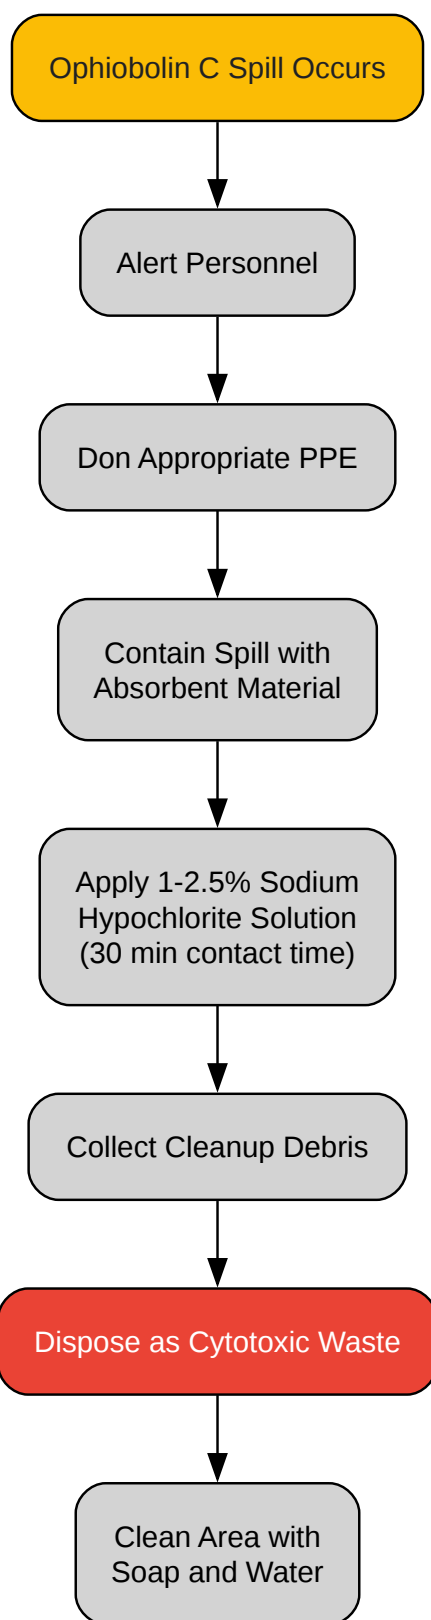 Ophiobolin C Spill Occurs
Alert Personnel
Don Appropriate PPE
Contain Spill with
Absorbent Material
Apply 1-2.5% Sodium
Hypochlorite Solution
(30 min contact time)
Collect Cleanup Debris
Dispose as Cytotoxic Waste
Clean Area with
Soap and Water